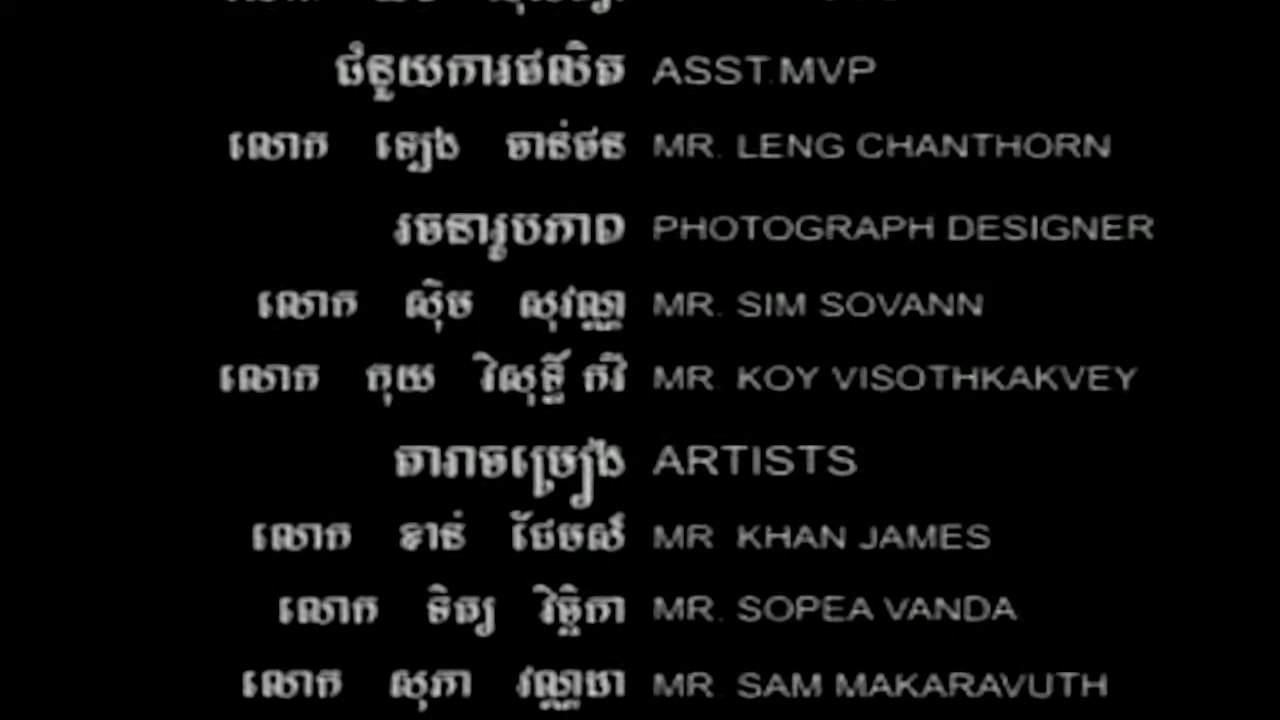 ជំនួយការផលិត ASST.MVP
លោក ឡេង ចាន់ថន MR. LENG CHANTHORN
រចនារូបភាព PHOTOGRAPH DESIGNER
លោក ស៊ិម សុវណ្ណ MR. SIM SOVANN
លោក កុយ វិសុទ្ធិ៍ កវី MR. KOY VISOTHKAKVEY
តារាចម្រៀង ARTISTS
លោក ខាន់ ជែមស៍ MR. KHAN JAMES
លោក ទិត្យ វិច្ឆិកា MR. SOPEA VANDA
លោក សុភា វណ្ណដា MR. SAM MAKARAVUTH